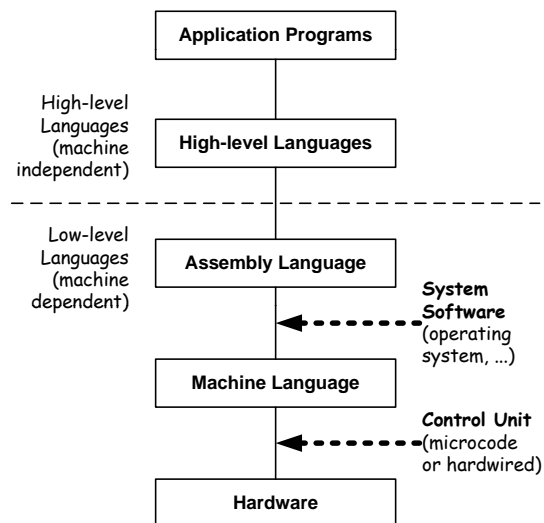 Application Programs
High-level
Languages
(machine
independent)
High-level Languages
Low-level
Languages
(machine
dependent)
Assembly Language
System
Software
(operating
system, ...)
Machine Language
Control Unit
(microcode
or hardwired)
Hardware